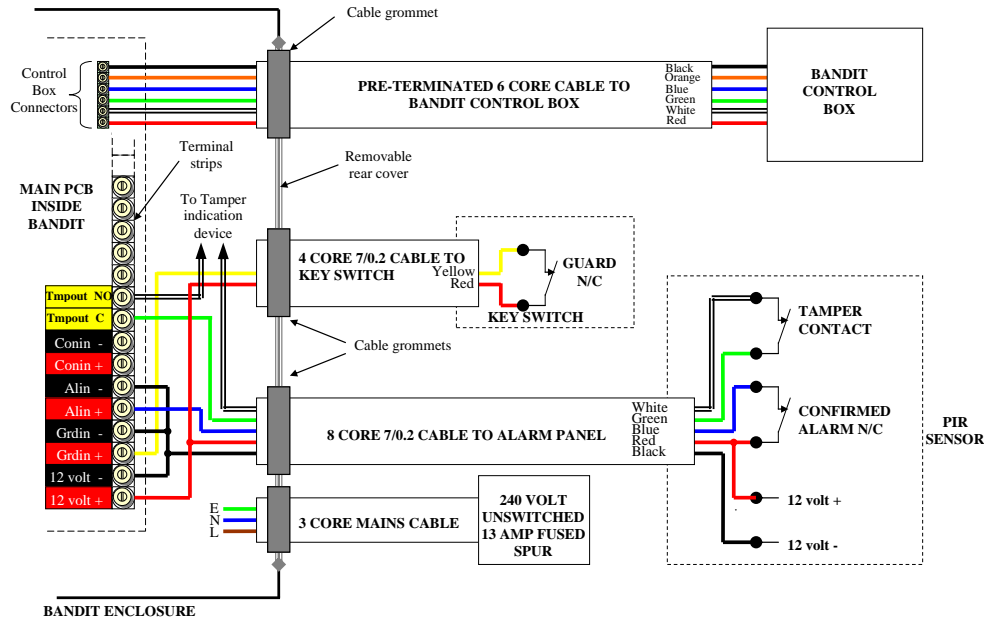 Cable grommet
Control
Box
Connectors
PRE-TERMINATED 6 CORE CABLE TO
BANDIT CONTROL BOX
Black
Orange
Blue
Green
White
Red
BANDIT
CONTROL
BOX
Terminal
strips
Removable
rear cover
MAIN PCB
INSIDE
BANDIT
To Tamper
indication
device
4 CORE 7/0.2 CABLE TO
KEY SWITCH
Yellow
Red
GUARD
N/C
KEY SWITCH
Tmpout NO
Tmpout C
Conin -
Conin +
Alin -
Alin +
Grdin -
Grdin +
12 volt -
12 volt +
Cable grommets
TAMPER
CONTACT
8 CORE 7/0.2 CABLE TO ALARM PANEL
White
Green
Blue
Red
Black
CONFIRMED
ALARM N/C
PIR
SENSOR
12 volt +
12 volt -
E
N
L
3 CORE MAINS CABLE
240 VOLT
UNSWITCHED
13 AMP FUSED
SPUR
BANDIT ENCLOSURE